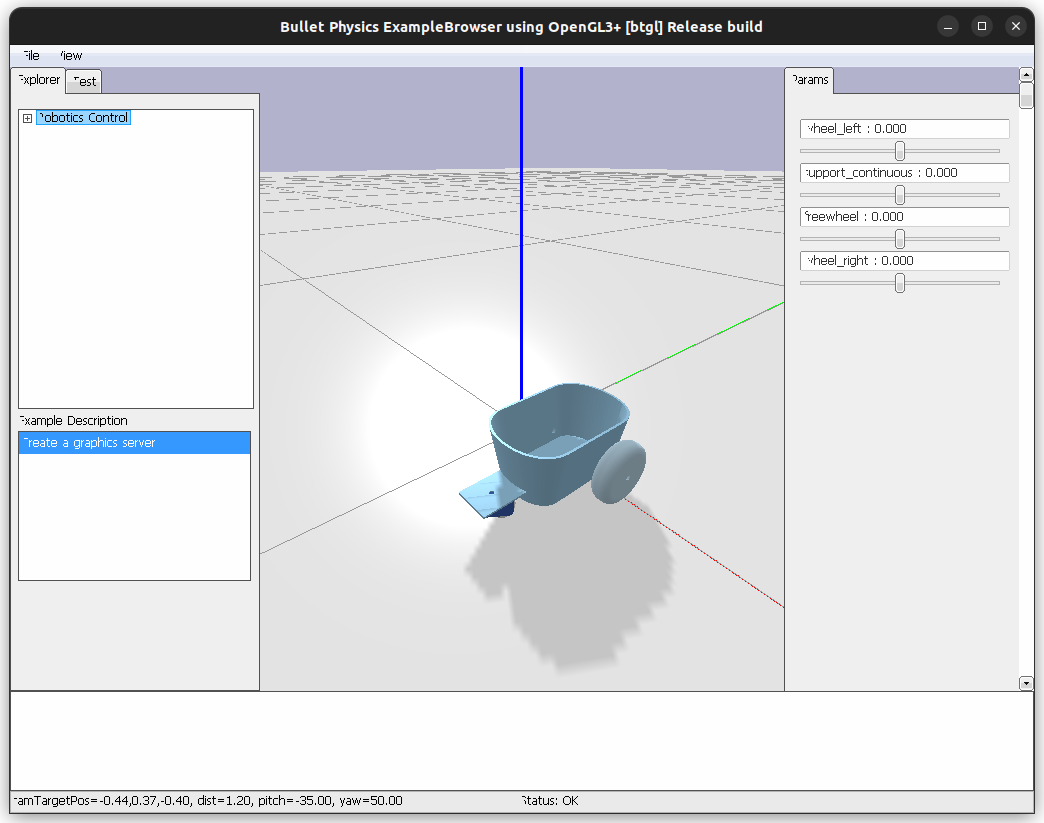 Bullet Physics ExampleBrowser using OpenGL3+ [btgl] Release build
File View
Explorer Test
Params
Robotics Control
wheel_left : 0.000
support_continuous : 0.000
freewheel : 0.000
wheel_right : 0.000
Example Description
Create a graphics server
camTargetPos=-0.44,0.37,-0.40, dist=1.20, pitch=-35.00, yaw=50.00
Status: OK